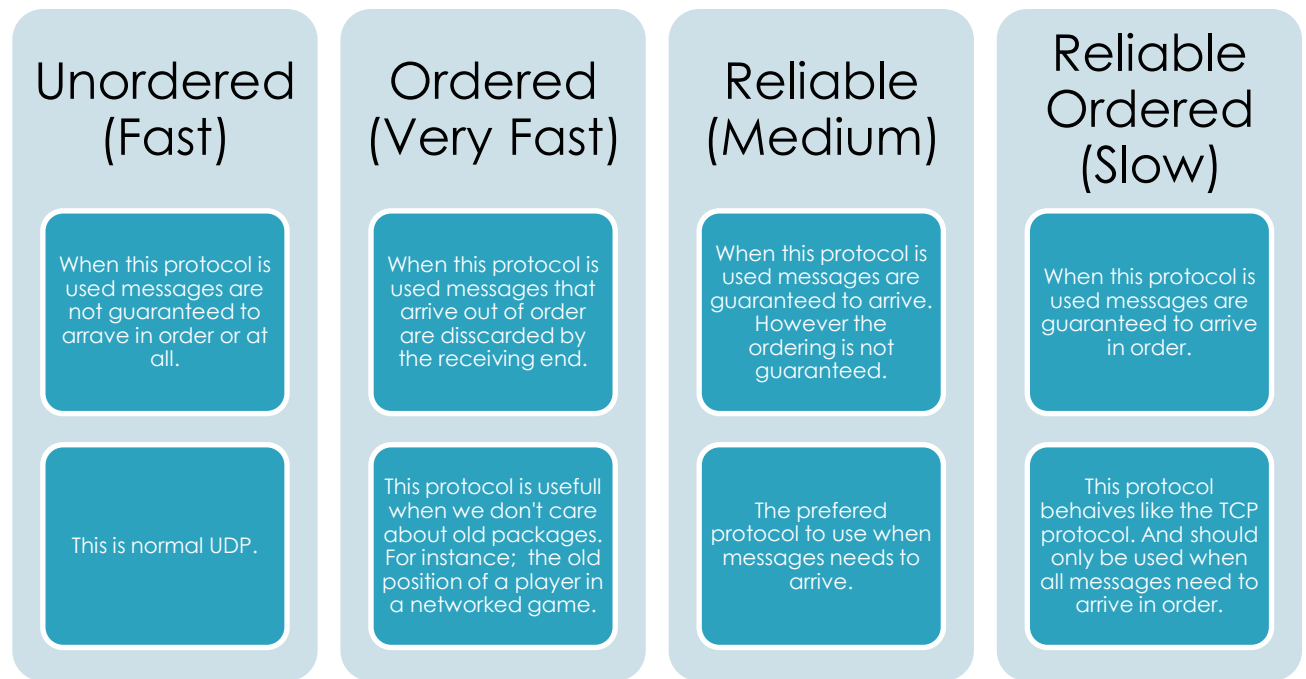 Unordered
(Fast)
When this protocol is
used messages are
not guaranteed to
arrave in order or at
all.
This is normal UDP.
Ordered
(Very Fast)
When this protocol is
used messages that
arrive out of order
are disscarded by
the receiving end.
This protocol is usefull
when we don't care
about old packages.
For instance;  the old
position of a player in
a networked game.
Reliable
(Medium)
When this protocol is
used messages are
guaranteed to arrive.
However the
ordering is not
guaranteed.
The prefered
protocol to use when
messages needs to
arrive.
Reliable
Ordered
(Slow)
When this protocol is
used messages are
guaranteed to arrive
in order.
This protocol
behaives like the TCP
protocol. And should
only be used when
all messages need to
arrive in order.